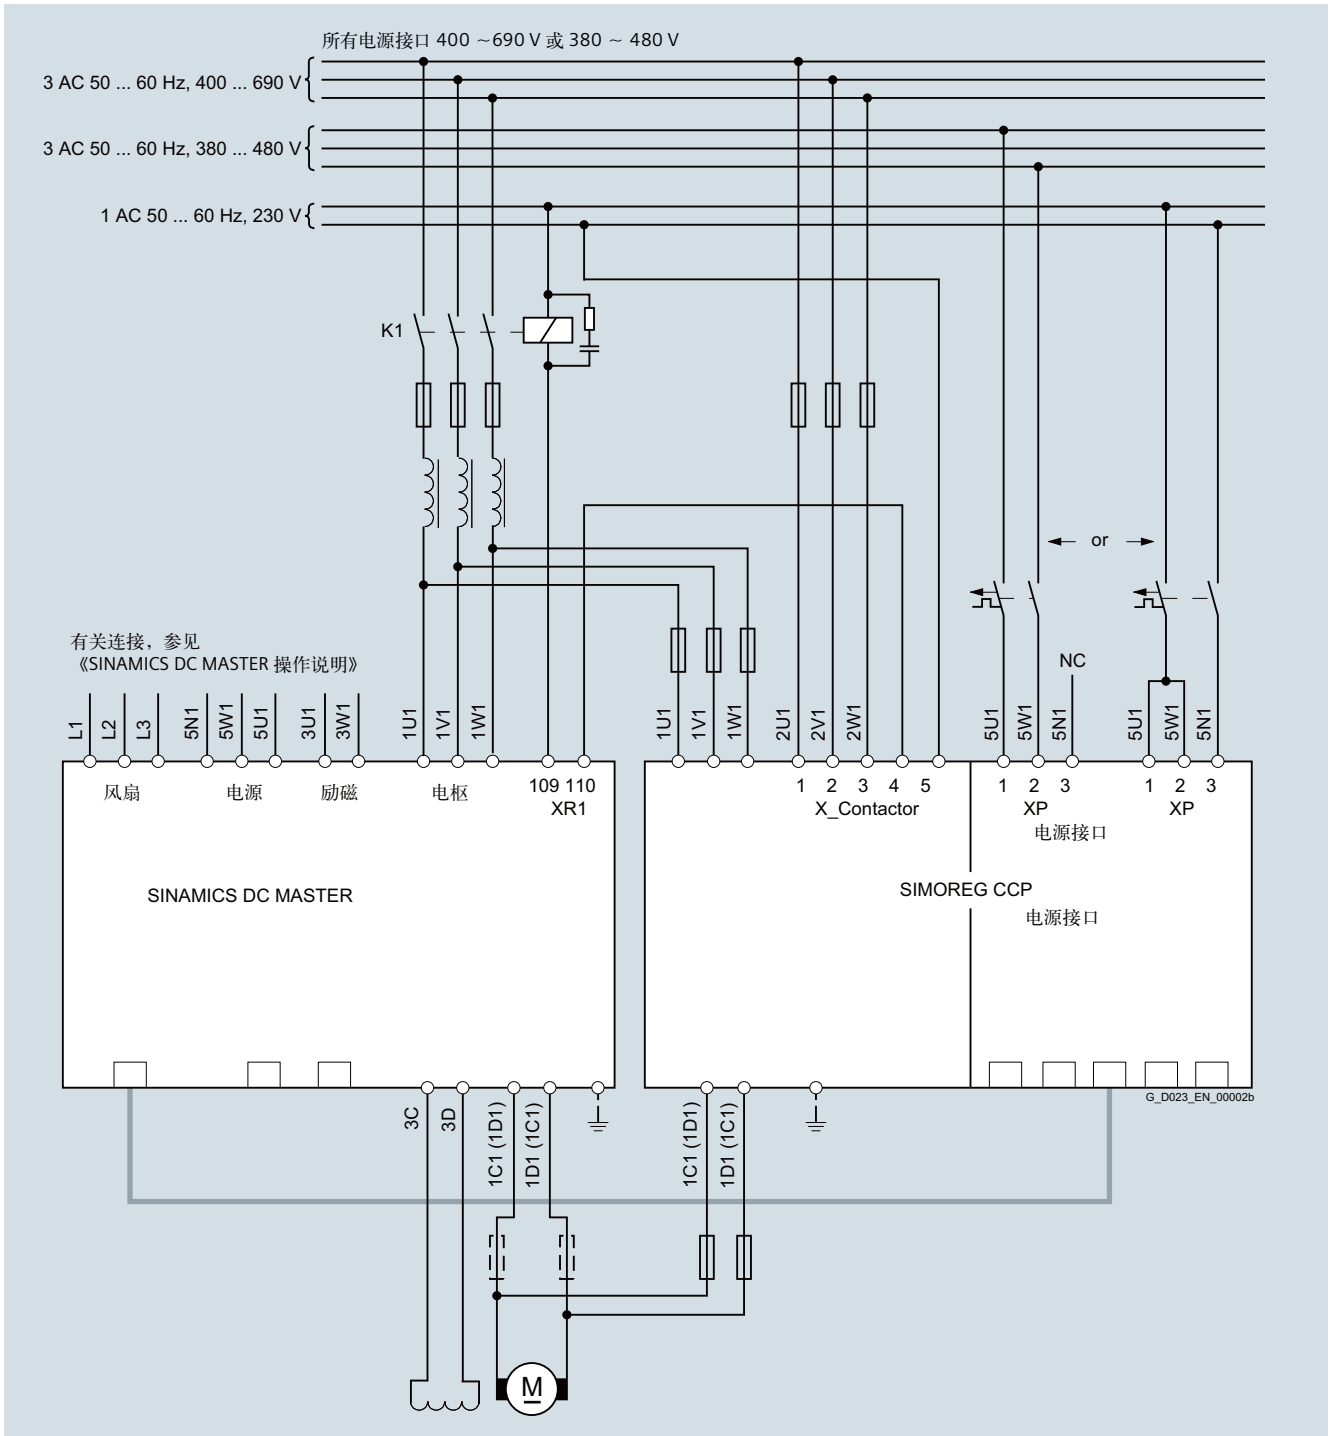 所有电源接口 400 ~690 V 或 380 ~ 480 V
3 AC 50 ... 60 Hz, 400 ... 690 V
3 AC 50 ... 60 Hz, 380 ... 480 V
1 AC 50 ... 60 Hz, 230 V
K1
or
有关连接，参见
《SINAMICS DC MASTER 操作说明》
NC
L1 L2 L3 5N1 5W1 5U1 3U1 3W1 1U1 1V1 1W1 1U1 1V1 1W1 2U1 2V1 2W1 5U1 5W1 5N1 5U1 5W1 5N1
风扇 电源 励磁 电枢 109 110 1 2 3 4 5 1 2 3 1 2 3
XR1 X_Contactor XP XP
电源接口
SINAMICS DC MASTER SIMOREG CCP
电源接口
G_D023_EN_00002b
3C 3D 1C1 (1D1) 1D1 (1C1) 1C1 (1D1) 1D1 (1C1)
M